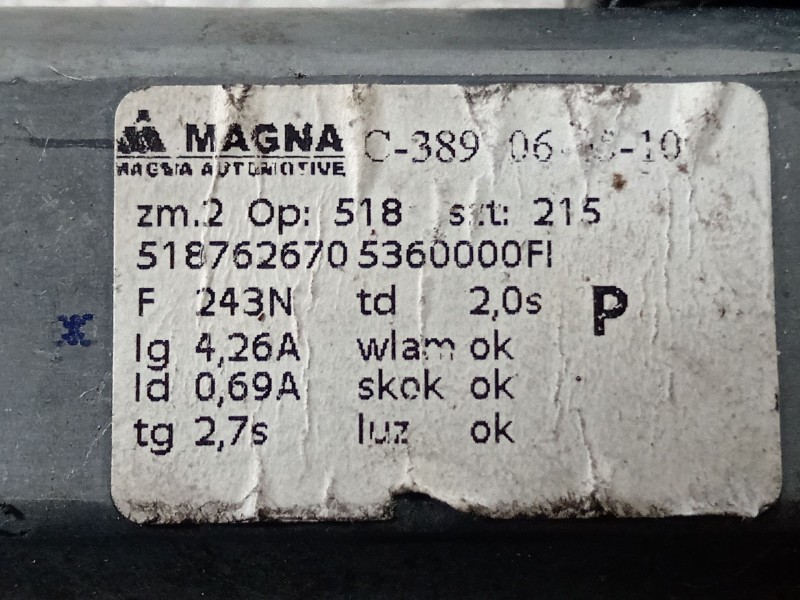 MAGNA C-389
MAGNA AUTOMOTIVE
zm.2 Op: 518 szt: 215
518762670 5360000FI
F 243N td 2,0s P
Ig 4,26A wlam ok
Id 0,69A skok ok
tg 2,7s luz ok